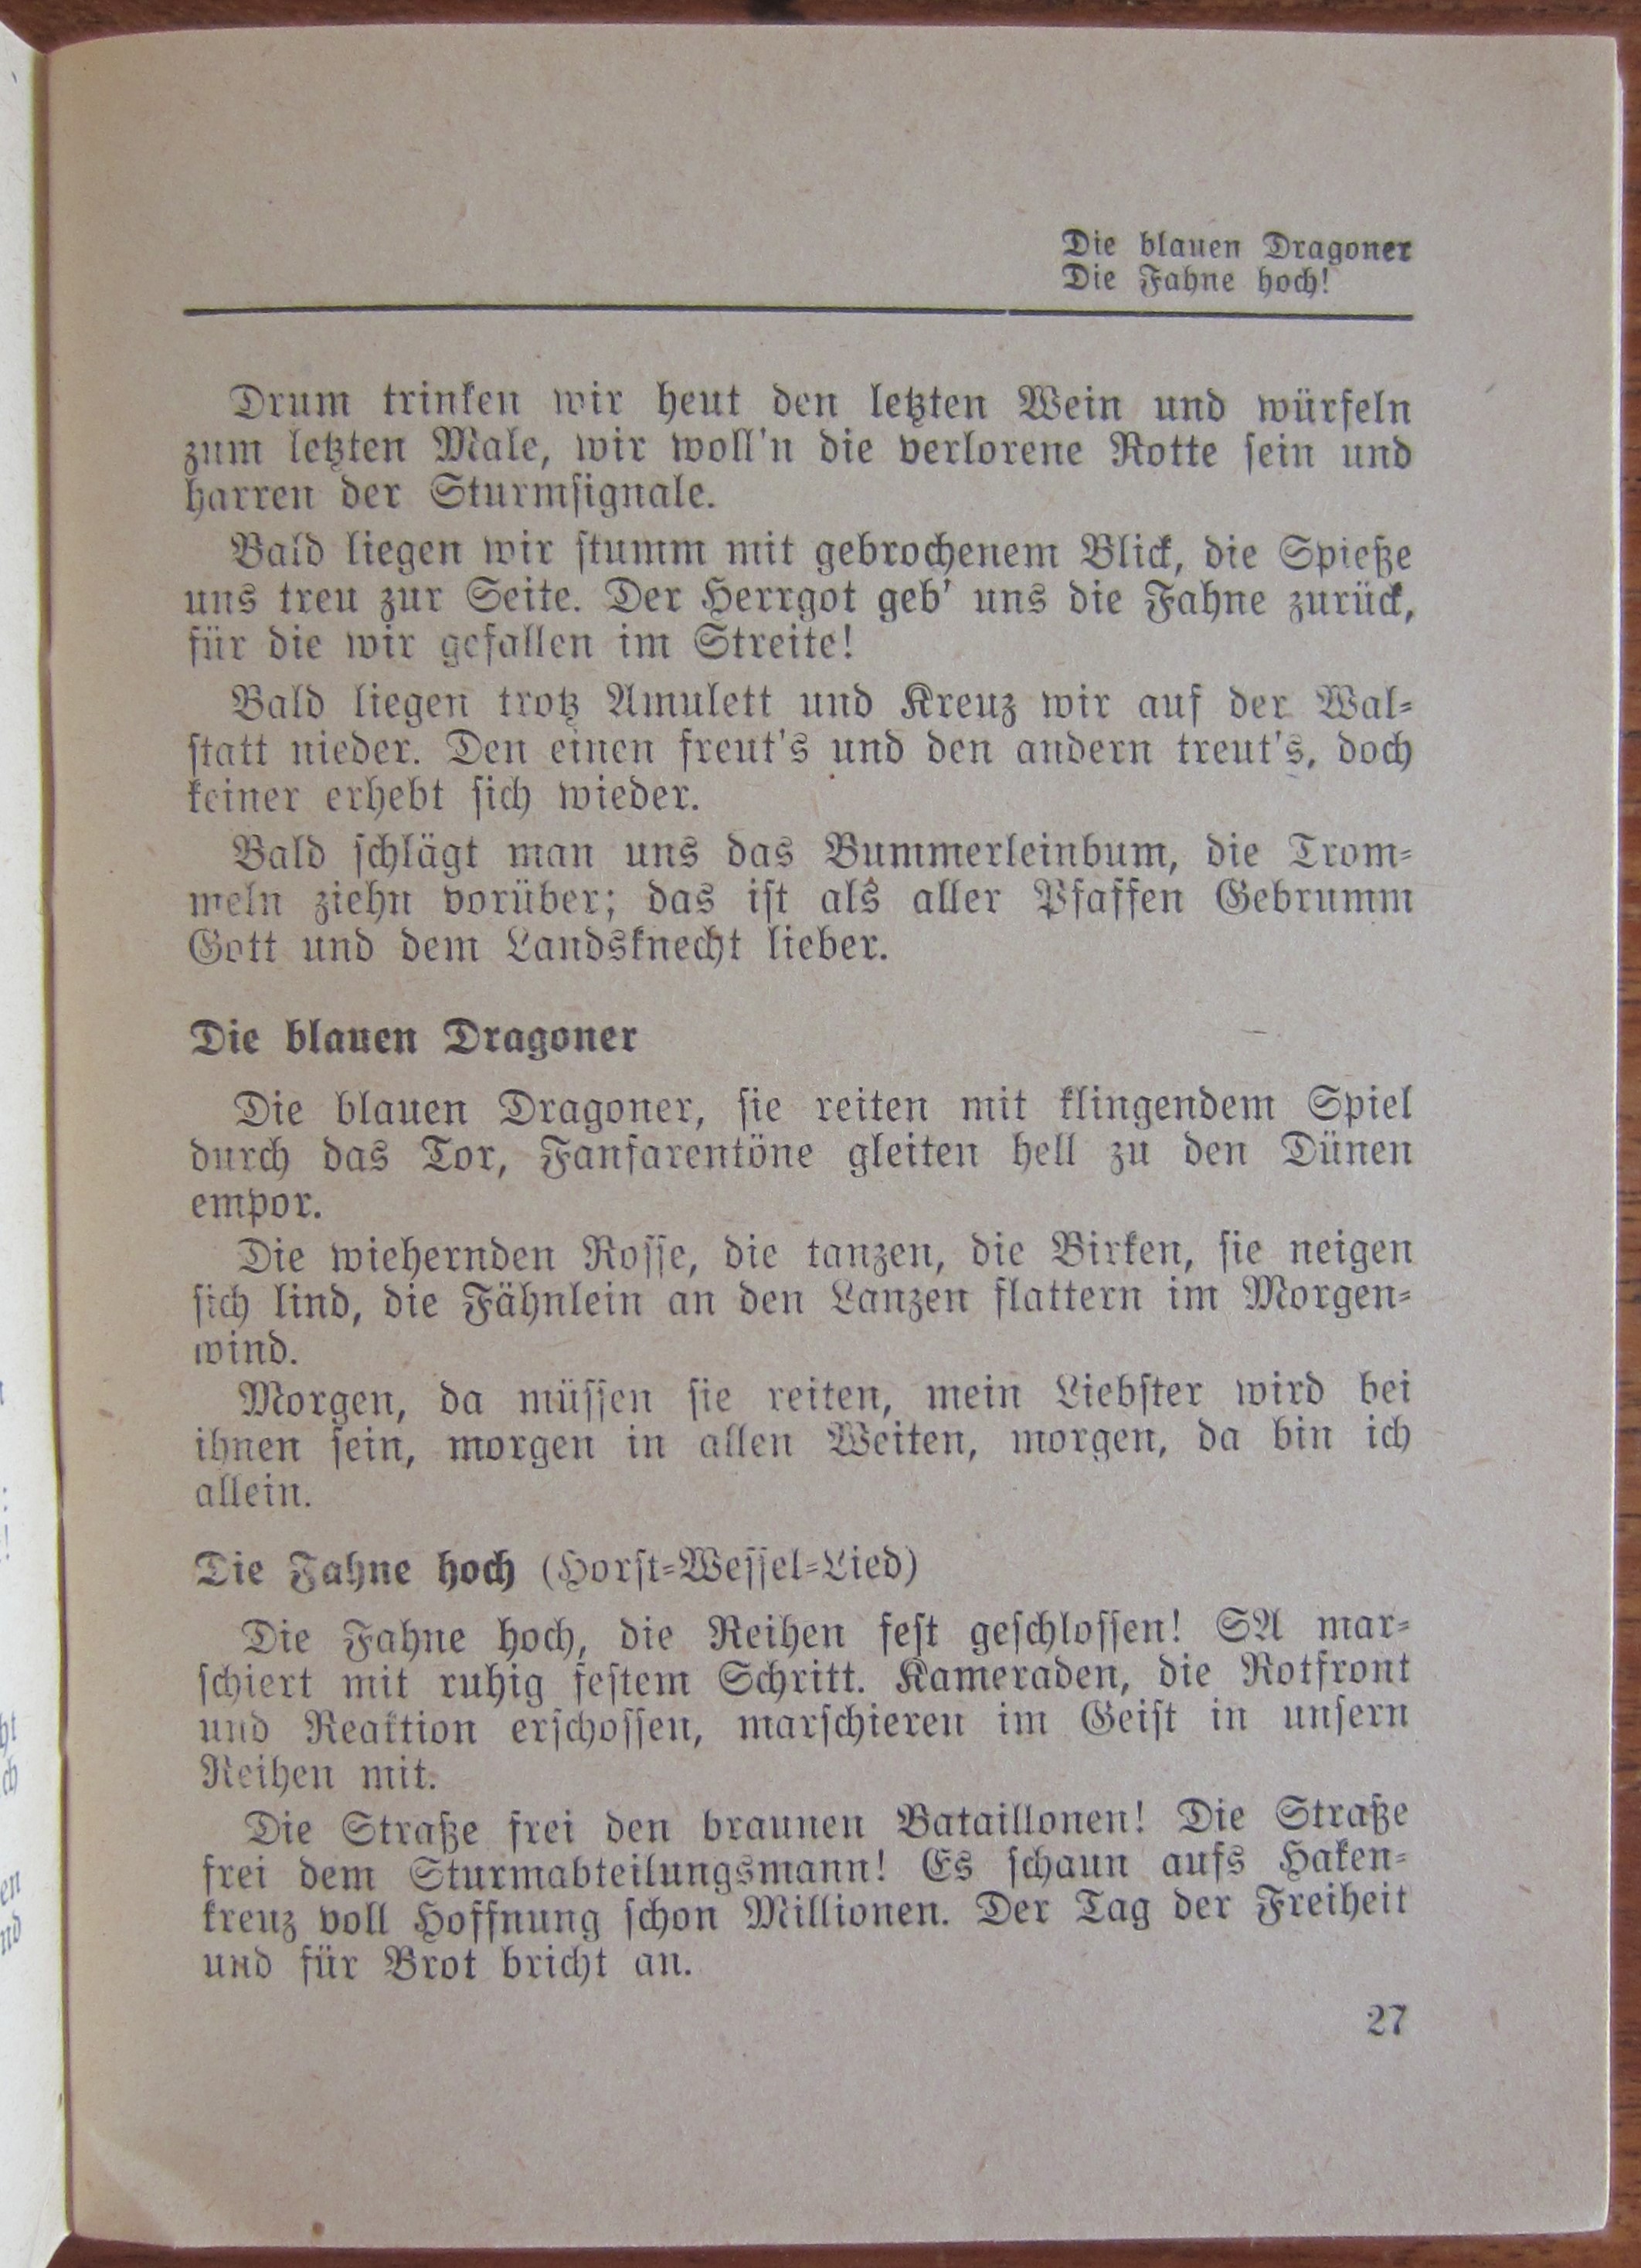 Die blauen Dragoner
Die Fahne hoch!
Drum trinken wir heut den letzten Wein und würfeln
zum letzten Male, wir woll'n die verlorene Rotte sein und
harren der Sturmsignale.
Bald liegen wir stumm mit gebrochenem Blick, die Spieße
uns treu zur Seite. Der Herrgot geb' uns die Fahne zurück,
für die wir gefallen im Streite!
Bald liegen trotz Amulett und Kreuz wir auf der Wal-
statt nieder. Den einen freut's und den andern treut's, doch
keiner erhebt sich wieder.
Bald schlägt man uns das Bummerleinbum, die Trom-
meln ziehn vorüber; das ist als aller Pfaffen Gebrumm
Gott und dem Landsknecht lieber.
Die blauen Dragoner
Die blauen Dragoner, sie reiten mit klingendem Spiel
durch das Tor, Fanfarentöne gleiten hell zu den Dünen
empor.
Die wiehernden Rosse, die tanzen, die Birken, sie neigen
sich lind, die Fähnlein an den Lanzen flattern im Morgen-
wind.
Morgen, da müssen sie reiten, mein Liebster wird bei
ihnen sein, morgen in allen Weiten, morgen, da bin ich
allein.
Die Fahne hoch (Horst-Wessel-Lied)
Die Fahne hoch, die Reihen fest geschlossen! SA mar-
schiert mit ruhig festem Schritt. Kameraden, die Rotfront
und Reaktion erschossen, marschieren im Geist in unsern
Reihen mit.
Die Straße frei den braunen Bataillonen! Die Straße
frei dem Sturmabteilungsmann! Es schaun aufs Haken-
kreuz voll Hoffnung schon Millionen. Der Tag der Freiheit
und für Brot bricht an.
27